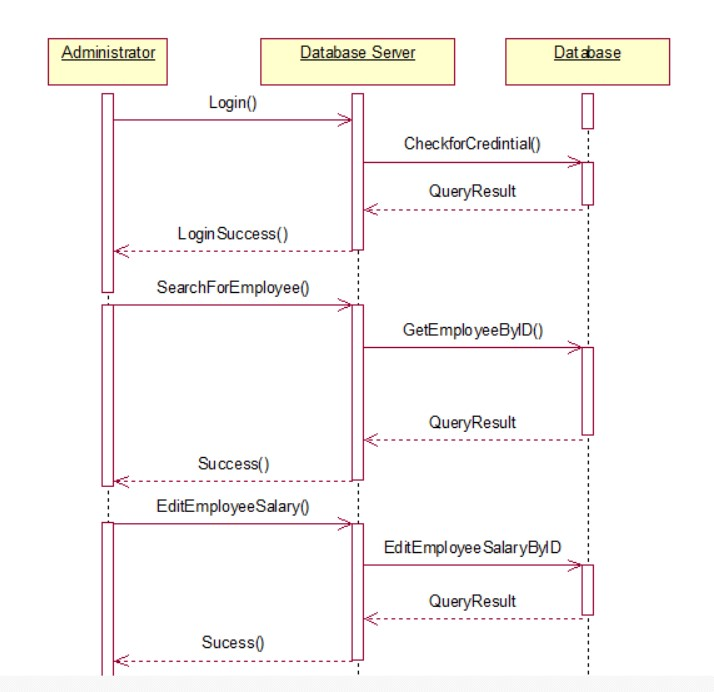 Administrator
Database Server
Database
Login()
CheckforCredintial()
QueryResult
LoginSuccess()
SearchForEmployee()
GetEmployeeByID()
QueryResult
Success()
EditEmployeeSalary()
EditEmployeeSalaryByID
QueryResult
Sucess()